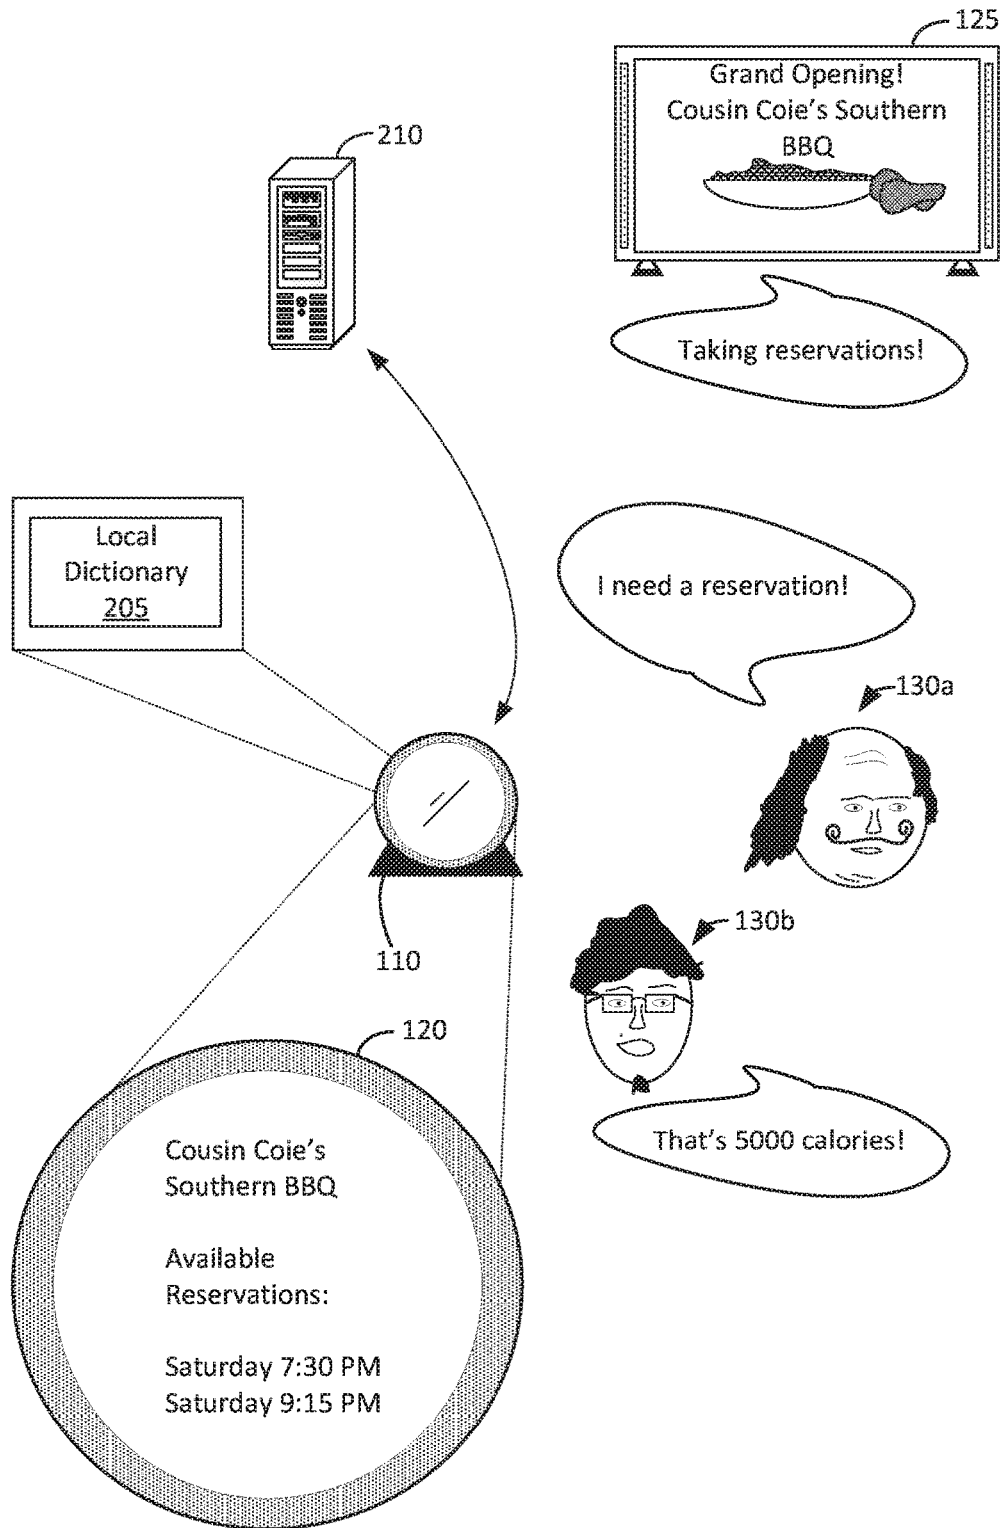 125
Grand Opening!
Cousin Coie's Southern
BBQ
210
Taking reservations!
Local
Dictionary
205
I need a reservation!
130a
130b
110
120
That's 5000 calories!
Cousin Coie's
Southern BBQ
Available
Reservations:
Saturday 7:30 PM
Saturday 9:15 PM